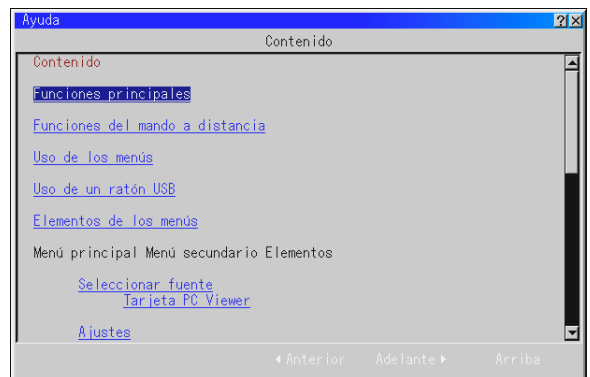 Ayuda
Contenido
Contenido
Funciones principales
Funciones del mando a distancia
Uso de los menús
Uso de un ratón USB
Elementos de los menús
Menú principal Menú secundario Elementos
Seleccionar fuente
Tarjeta PC Viewer
Ajustes
Anterior Adelante Arriba